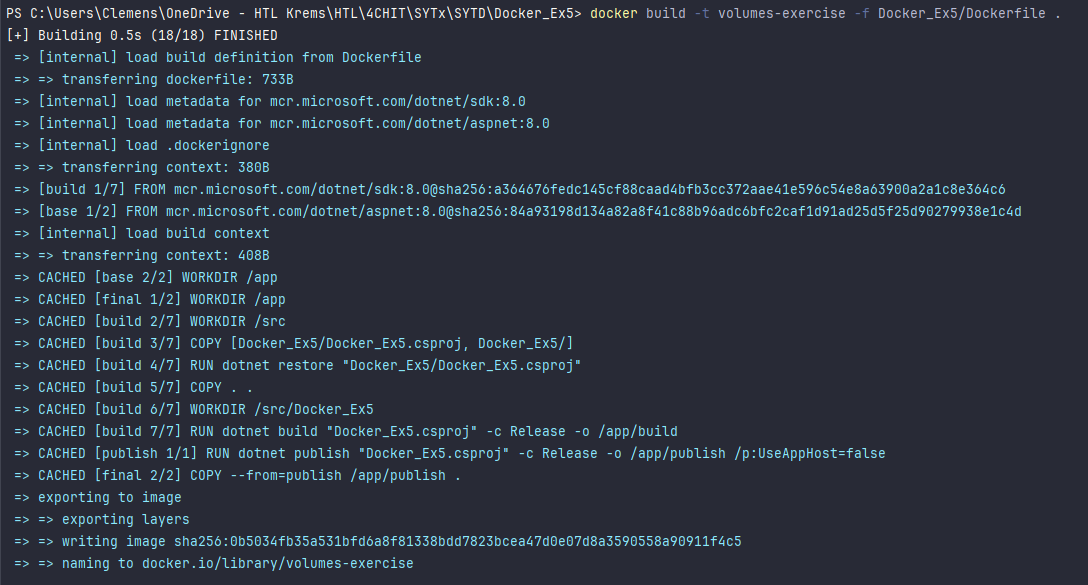 PS C:\Users\Clemens\OneDrive - HTL Krems\HTL\4CHIT\SYTx\SYTD\Docker_Ex5> docker build -t volumes-exercise -f Docker_Ex5/Dockerfile .
[+] Building 0.5s (18/18) FINISHED
=> [internal] load build definition from Dockerfile
=> => transferring dockerfile: 733B
=> [internal] load metadata for mcr.microsoft.com/dotnet/sdk:8.0
=> [internal] load metadata for mcr.microsoft.com/dotnet/aspnet:8.0
=> [internal] load .dockerignore
=> => transferring context: 380B
=> [build 1/7] FROM mcr.microsoft.com/dotnet/sdk:8.0@sha256:a364676fedc145cf88caad4bfb3cc372aae41e596c54e8a63900a2a1c8e364c6
=> [base 1/2] FROM mcr.microsoft.com/dotnet/aspnet:8.0@sha256:84a93198d134a82a8f41c88b96adc6bfc2caf1d91ad25d5f25d90279938e1c4d
=> [internal] load build context
=> => transferring context: 408B
=> CACHED [base 2/2] WORKDIR /app
=> CACHED [final 1/2] WORKDIR /app
=> CACHED [build 2/7] WORKDIR /src
=> CACHED [build 3/7] COPY [Docker_Ex5/Docker_Ex5.csproj, Docker_Ex5/]
=> CACHED [build 4/7] RUN dotnet restore "Docker_Ex5/Docker_Ex5.csproj"
=> CACHED [build 5/7] COPY . .
=> CACHED [build 6/7] WORKDIR /src/Docker_Ex5
=> CACHED [build 7/7] RUN dotnet build "Docker_Ex5.csproj" -c Release -o /app/build
=> CACHED [publish 1/1] RUN dotnet publish "Docker_Ex5.csproj" -c Release -o /app/publish /p:UseAppHost=false
=> CACHED [final 2/2] COPY --from=publish /app/publish .
=> exporting to image
=> => exporting layers
=> => writing image sha256:0b5034fb35a531bfd6a8f81338bdd7823bcea47d0e07d8a3590558a90911f4c5
=> => naming to docker.io/library/volumes-exercise